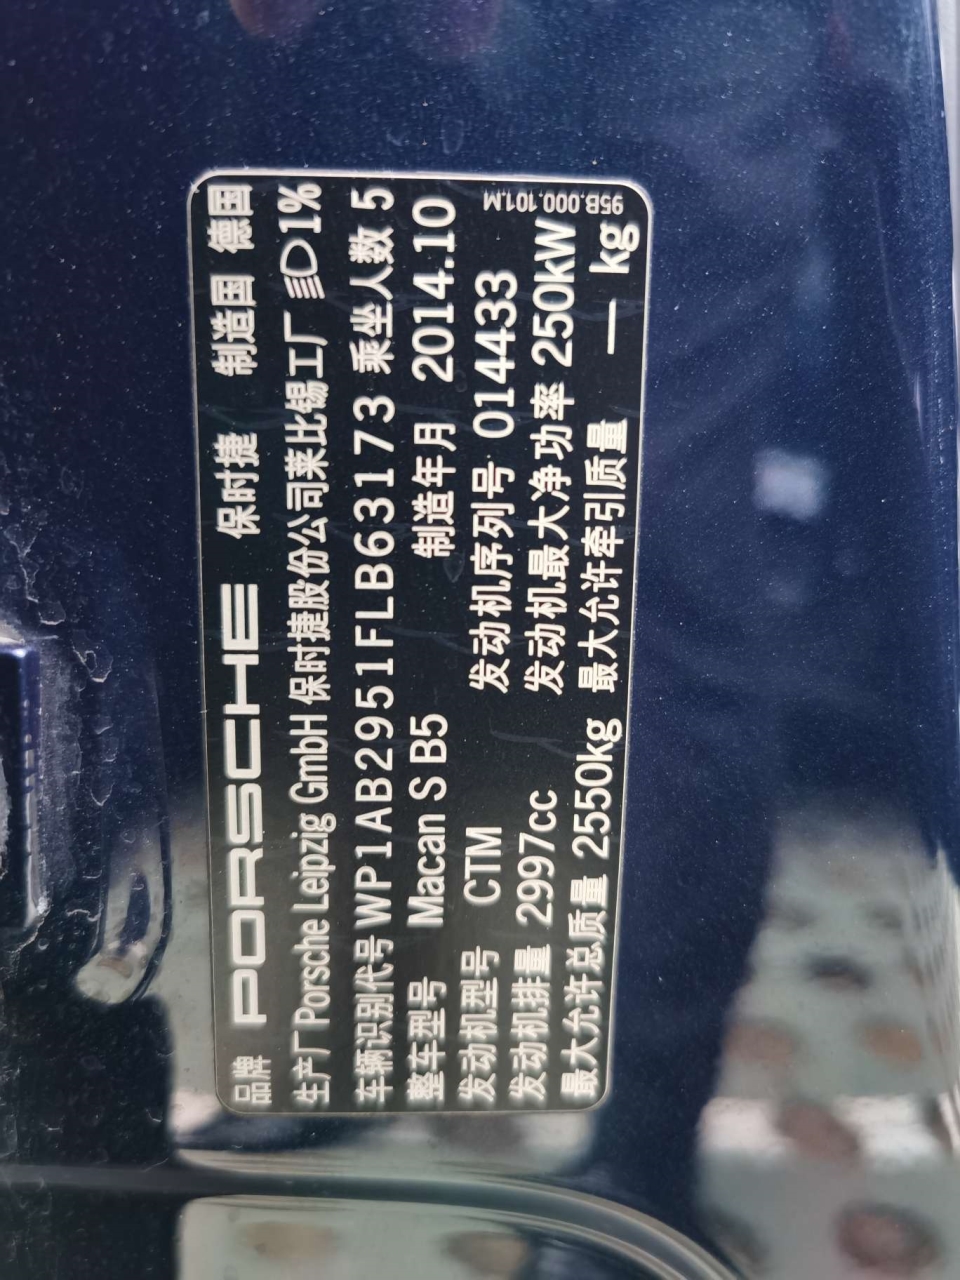 品牌 PORSCHE 保时捷 制造国 德国
生产厂 Porsche Leipzig GmbH 保时捷股份公司莱比锡工厂 1%
车辆识别代号 WP1AB2951FLB63173 乘坐人数 5
整车型号 Macan S B5 制造年月 2014.10
发动机型号 CTM 发动机序列号 014433
发动机排量 2997cc 发动机最大净功率 250kW
最大允许总质量 2550kg 最大允许牵引质量 — kg
95B.000.101.M